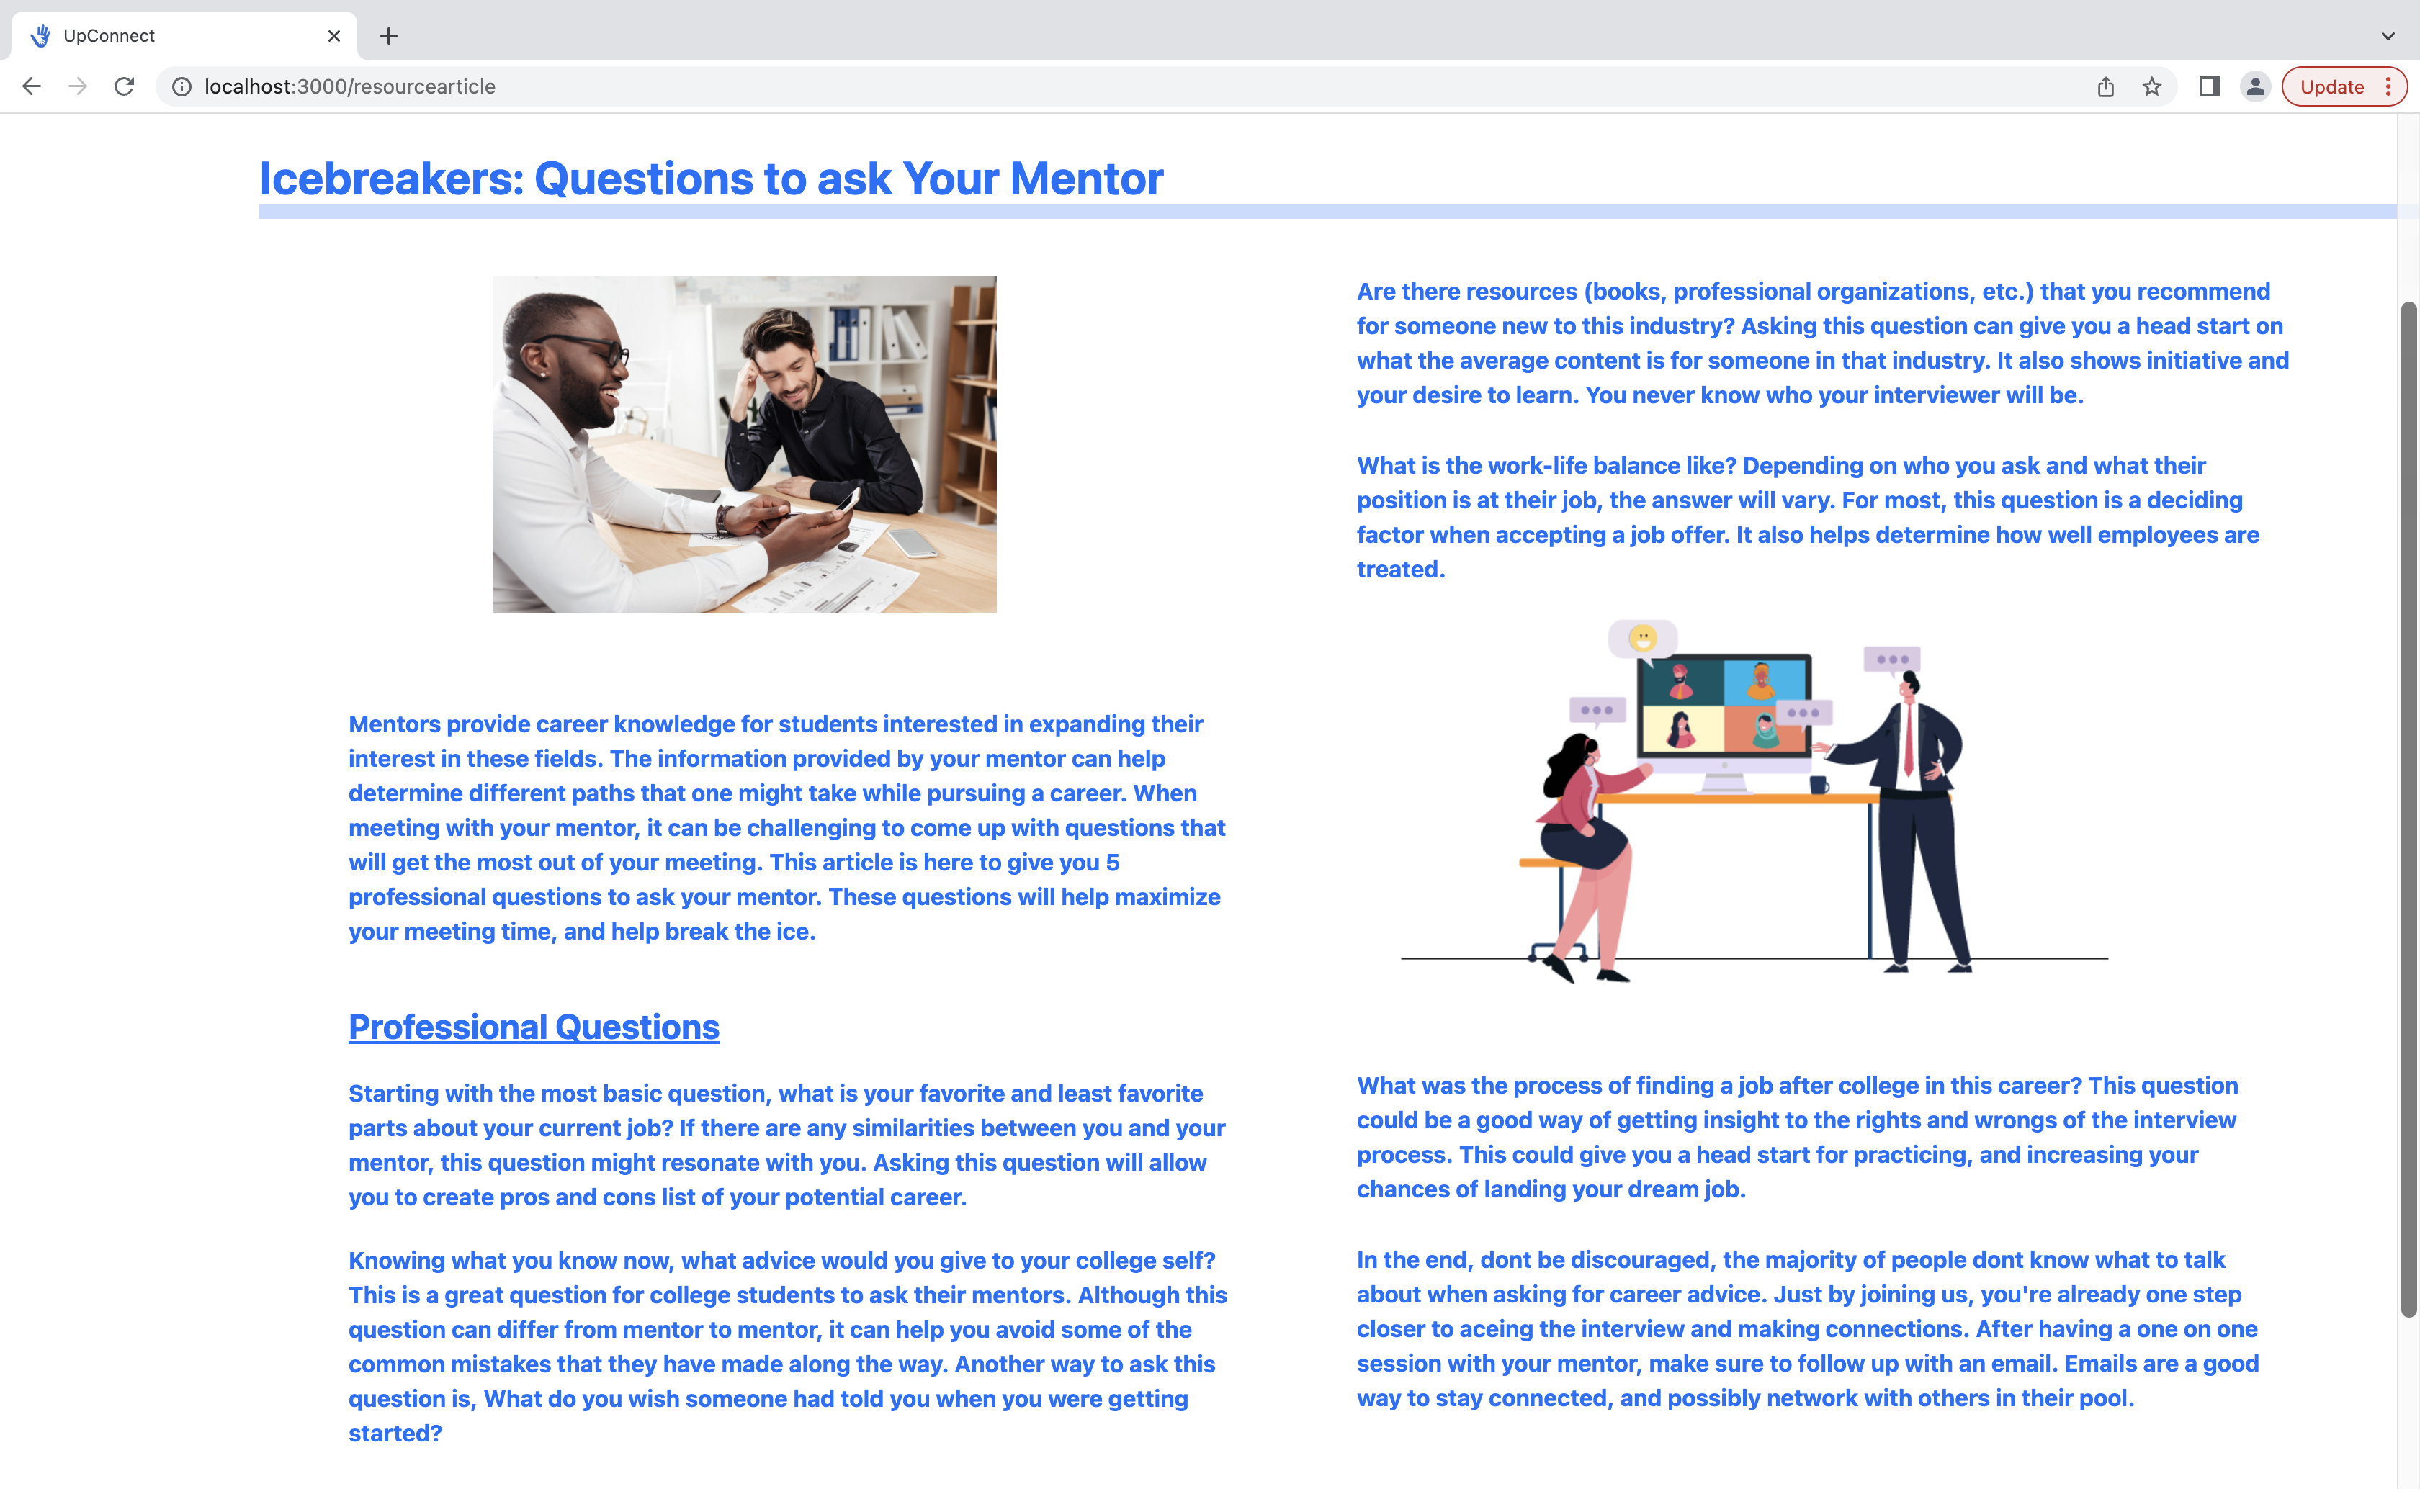 UpConnect
localhost:3000/resourcearticle
Update
Icebreakers: Questions to ask Your Mentor
Mentors provide career knowledge for students interested in expanding their
interest in these fields. The information provided by your mentor can help
determine different paths that one might take while pursuing a career. When
meeting with your mentor, it can be challenging to come up with questions that
will get the most out of your meeting. This article is here to give you 5
professional questions to ask your mentor. These questions will help maximize
your meeting time, and help break the ice.
Professional Questions
Starting with the most basic question, what is your favorite and least favorite
parts about your current job? If there are any similarities between you and your
mentor, this question might resonate with you. Asking this question will allow
you to create pros and cons list of your potential career.
Knowing what you know now, what advice would you give to your college self?
This is a great question for college students to ask their mentors. Although this
question can differ from mentor to mentor, it can help you avoid some of the
common mistakes that they have made along the way. Another way to ask this
question is, What do you wish someone had told you when you were getting
started?
Are there resources (books, professional organizations, etc.) that you recommend
for someone new to this industry? Asking this question can give you a head start on
what the average content is for someone in that industry. It also shows initiative and
your desire to learn. You never know who your interviewer will be.
What is the work-life balance like? Depending on who you ask and what their
position is at their job, the answer will vary. For most, this question is a deciding
factor when accepting a job offer. It also helps determine how well employees are
treated.
What was the process of finding a job after college in this career? This question
could be a good way of getting insight to the rights and wrongs of the interview
process. This could give you a head start for practicing, and increasing your
chances of landing your dream job.
In the end, dont be discouraged, the majority of people dont know what to talk
about when asking for career advice. Just by joining us, you're already one step
closer to aceing the interview and making connections. After having a one on one
session with your mentor, make sure to follow up with an email. Emails are a good
way to stay connected, and possibly network with others in their pool.